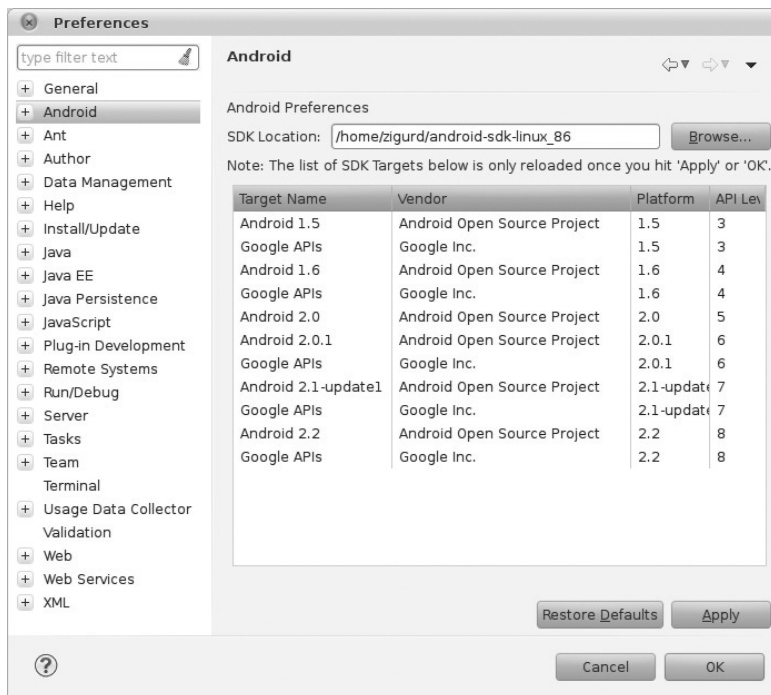 Preferences
type filter text
General
Android
Ant
Author
Data Management
Help
Install/Update
Java
Java EE
Java Persistence
JavaScript
Plug-in Development
Remote Systems
Run/Debug
Server
Tasks
Team
Terminal
Usage Data Collector
Validation
Web
Web Services
XML
Android
Android Preferences
SDK Location: /home/zigurd/android-sdk-linux_86 Browse...
Note: The list of SDK Targets below is only reloaded once you hit 'Apply' or 'OK'.
Target Name Vendor Platform API Lev
Android 1.5 Android Open Source Project 1.5 3
Google APIs Google Inc. 1.5 3
Android 1.6 Android Open Source Project 1.6 4
Google APIs Google Inc. 1.6 4
Android 2.0 Android Open Source Project 2.0 5
Android 2.0.1 Android Open Source Project 2.0.1 6
Google APIs Google Inc. 2.0.1 6
Android 2.1-update1 Android Open Source Project 2.1-update 7
Google APIs Google Inc. 2.1-update 7
Android 2.2 Android Open Source Project 2.2 8
Google APIs Google Inc. 2.2 8
Restore Defaults Apply
? Cancel OK